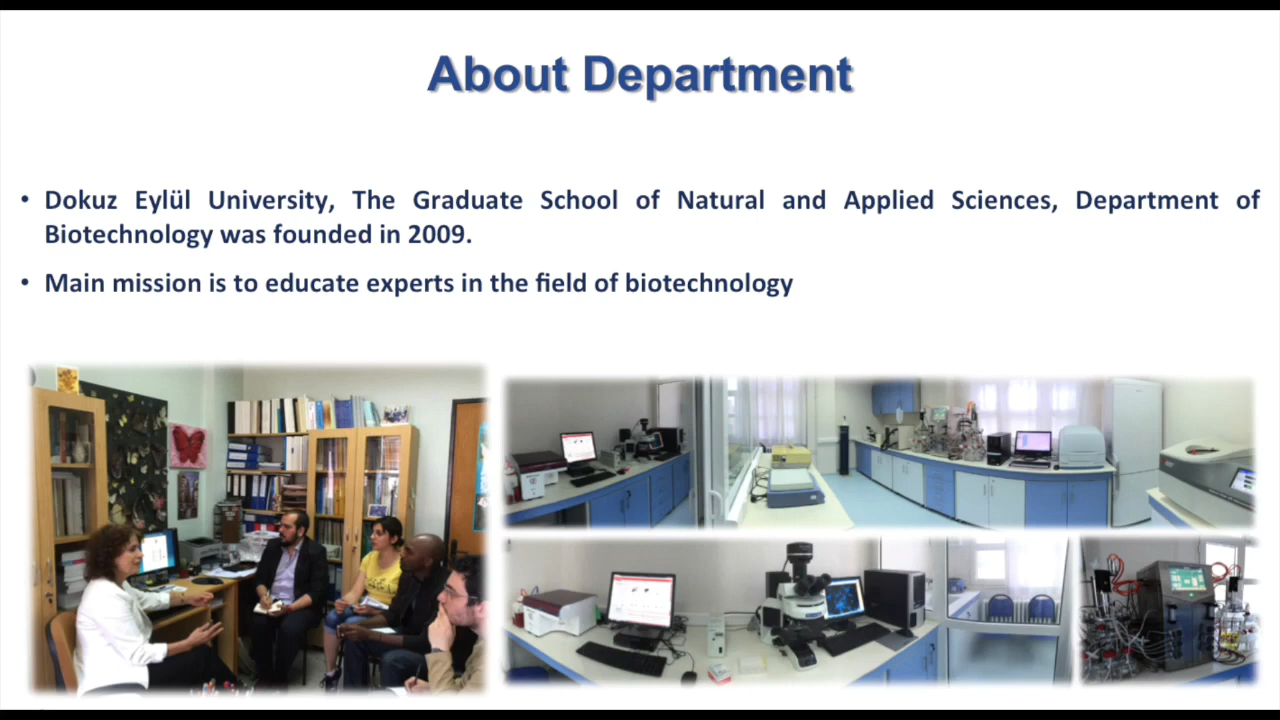 About Department
• Dokuz Eylül University, The Graduate School of Natural and Applied Sciences, Department of
Biotechnology was founded in 2009.
• Main mission is to educate experts in the field of biotechnology